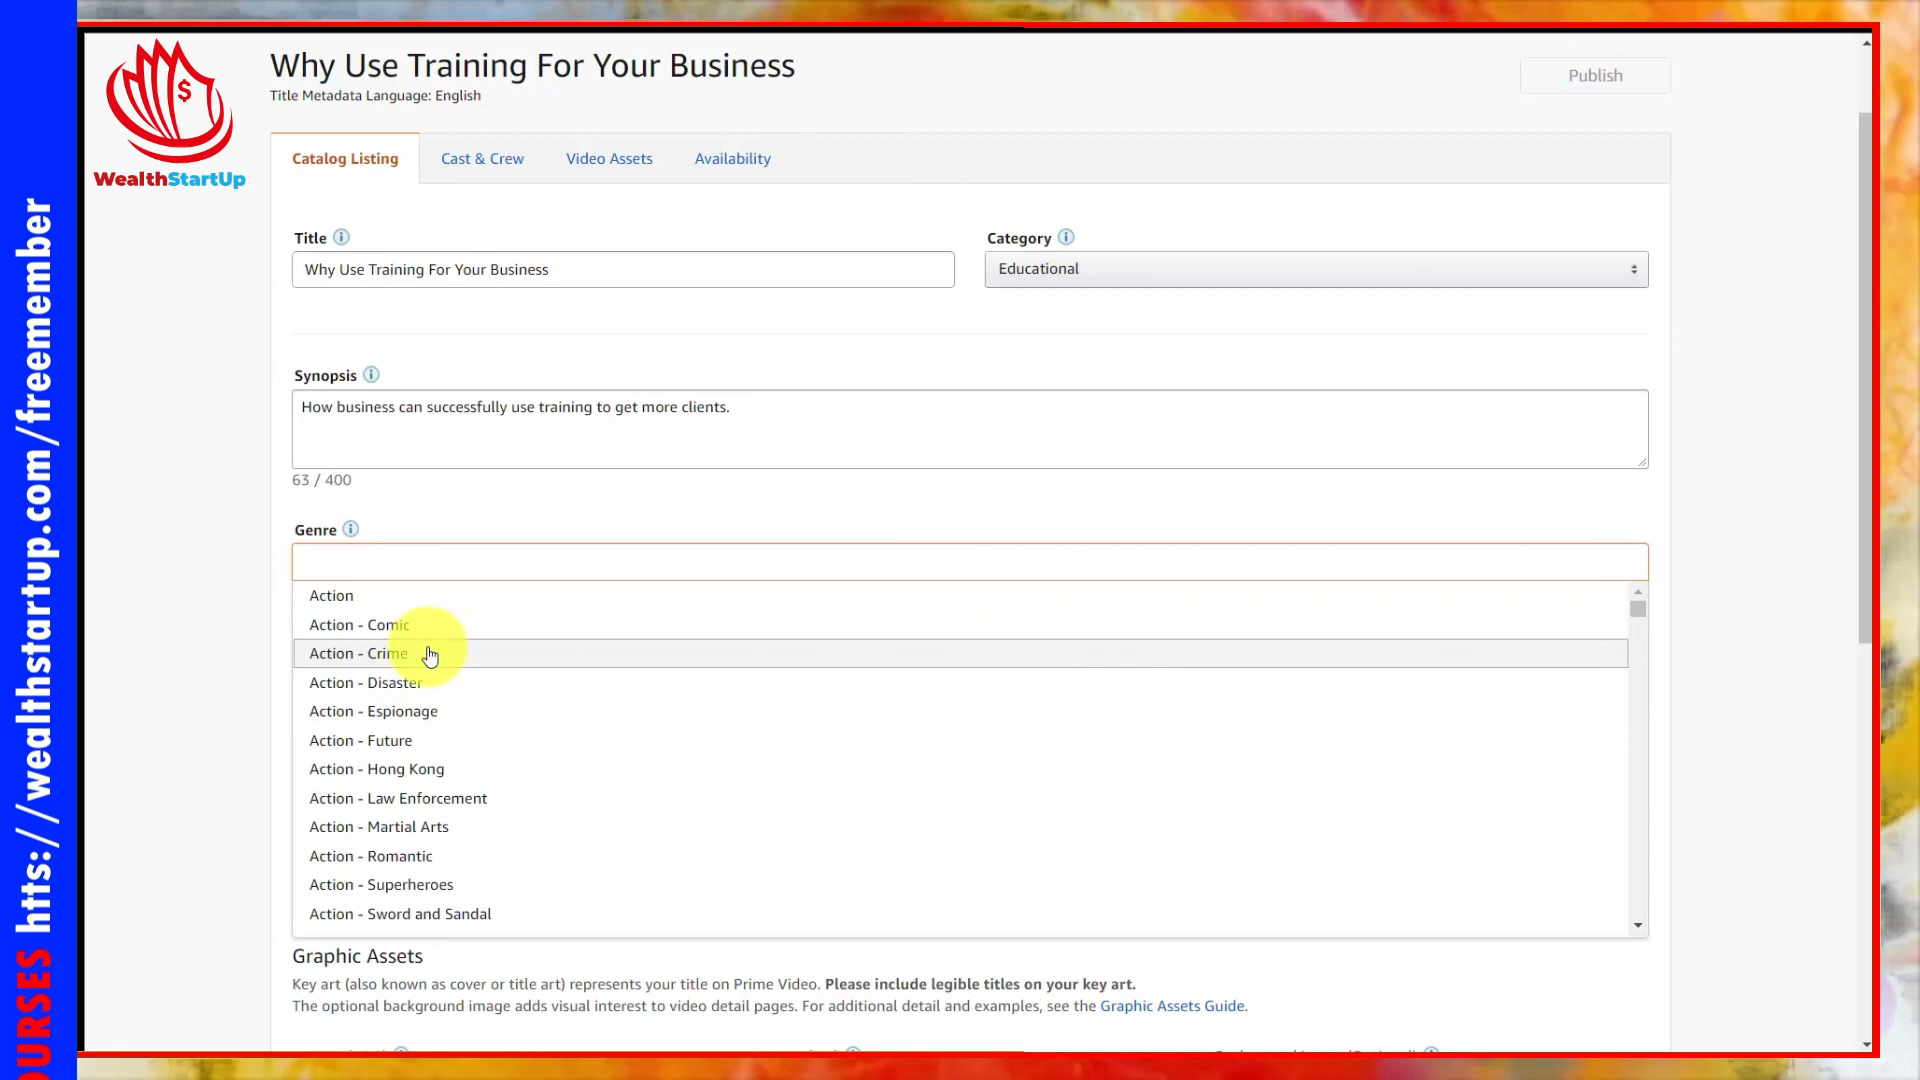 WealthStartUp
OURSES htts://wealthstartup.com/freemember
Why Use Training For Your Business
Title Metadata Language: English
Publish
Catalog Listing
Cast & Crew
Video Assets
Availability
Title
Category
Why Use Training For Your Business
Educational
Synopsis
How business can successfully use training to get more clients.
63 / 400
Genre
Action
Action - Comic
Action - Crime
Action - Disaster
Action - Espionage
Action - Future
Action - Hong Kong
Action - Law Enforcement
Action - Martial Arts
Action - Romantic
Action - Superheroes
Action - Sword and Sandal
Graphic Assets
Key art (also known as cover or title art) represents your title on Prime Video. Please include legible titles on your key art.
The optional background image adds visual interest to video detail pages. For additional detail and examples, see the Graphic Assets Guide.